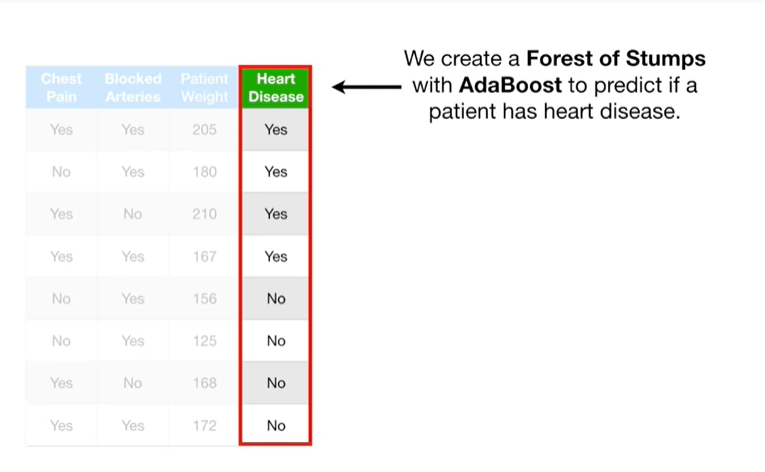 We create a Forest of Stumps
with AdaBoost to predict if a
patient has heart disease.
Chest Pain Blocked Arteries Patient Weight Heart Disease
Yes Yes 205 Yes
No Yes 180 Yes
Yes No 210 Yes
Yes Yes 167 Yes
No Yes 156 No
No Yes 125 No
Yes No 168 No
Yes Yes 172 No